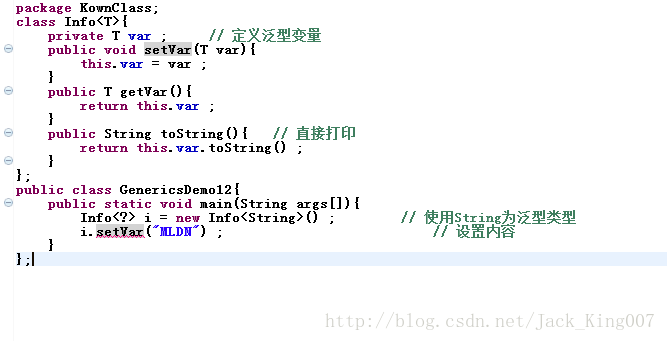 package KownClass;
class Info<T>{
    private T var ;     // 定义泛型变量
    public void setVar(T var){
        this.var = var ;
    }
    public T getVar(){
        return this.var ;
    }
    public String toString(){   // 直接打印
        return this.var.toString() ;
    }
};
public class GenericsDemo12{
    public static void main(String args[]){
        Info<?> i = new Info<String>() ;        // 使用String为泛型类型
        i.setVar("MLDN") ;                          // 设置内容
    }
};
http://blog.csdn.net/Jack_King007